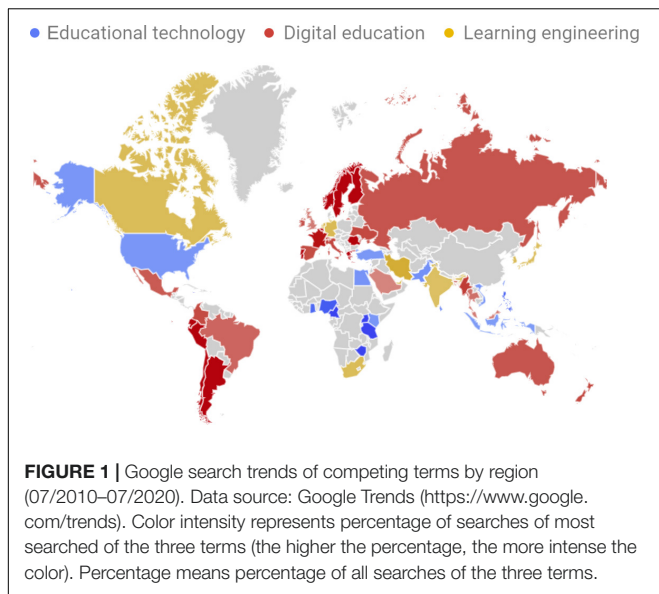 Educational technology Digital education Learning engineering
FIGURE 1 | Google search trends of competing terms by region
(07/2010–07/2020). Data source: Google Trends (https://www.google.
com/trends). Color intensity represents percentage of searches of most
searched of the three terms (the higher the percentage, the more intense the
color). Percentage means percentage of all searches of the three terms.